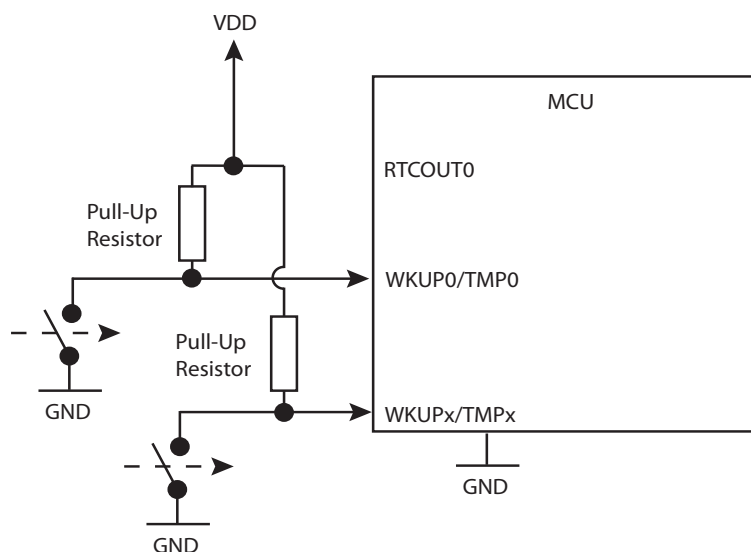 VDD
MCU
RTCOUT0
Pull-Up
Resistor
WKUP0/TMP0
Pull-Up
Resistor
GND
WKUPx/TMPx
GND
GND